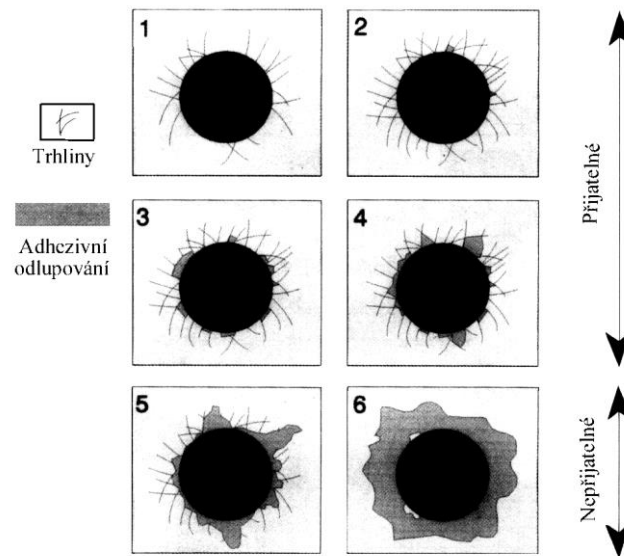 1
2
Trhliny
Přijatelné
3
4
Adhezivní
odlupování
5
6
Nepřijatelné